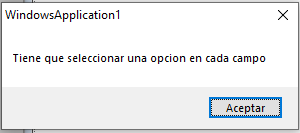 WindowsApplication1
Tiene que seleccionar una opcion en cada campo
Aceptar